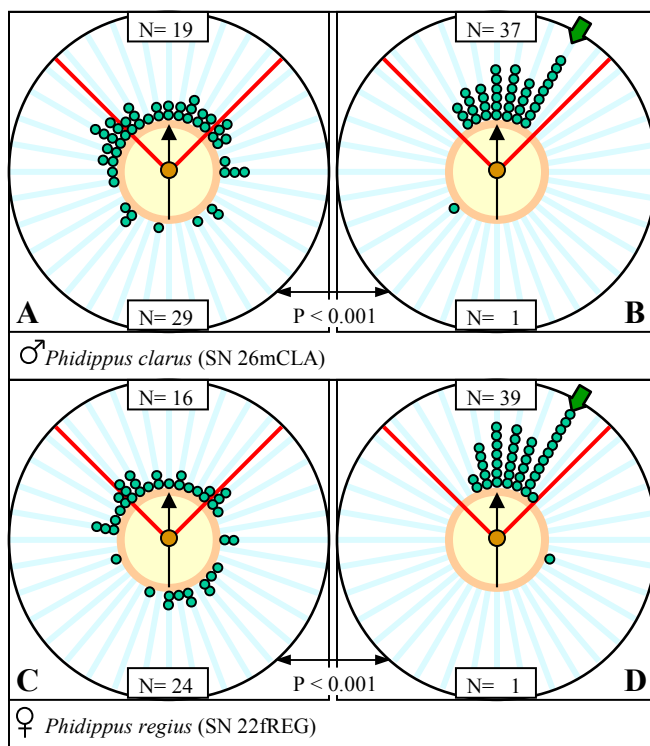 N= 19
N= 37
A
B
N= 29
P < 0.001
N= 1
♂ Phidippus clarus (SN 26mCLA)
N= 16
N= 39
C
D
N= 24
P < 0.001
N= 1
♀ Phidippus regius (SN 22fREG)